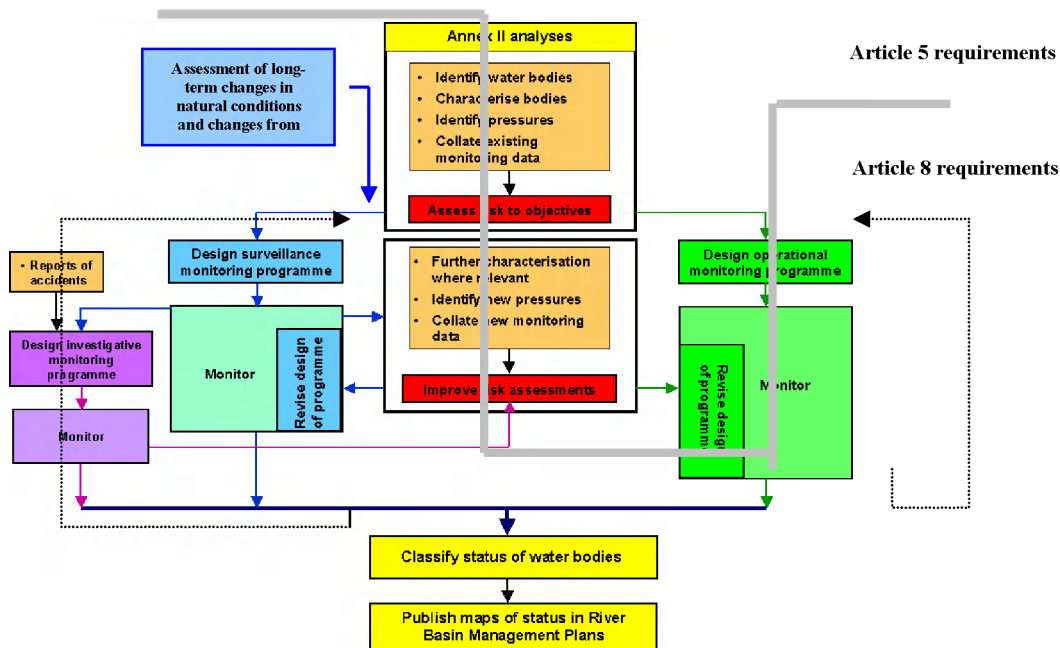 Annex II analyses
Article 5 requirements
Assessment of long-
term changes in
natural conditions
and changes from
• Identify water bodies
• Characterise bodies
• Identify pressures
• Collate existing
monitoring data
Article 8 requirements
Assess risk to objectives
Design surveillance
monitoring programme
Design operational
monitoring programme
• Reports of
accidents
• Further characterisation
where relevant
• Identify new pressures
• Collate new monitoring
data
Design investigative
monitoring
programme
Monitor
Revise design
of programme
Improve risk assessments
Revise design
of programme
Monitor
Monitor
Classify status of water bodies
Publish maps of status in River
Basin Management Plans